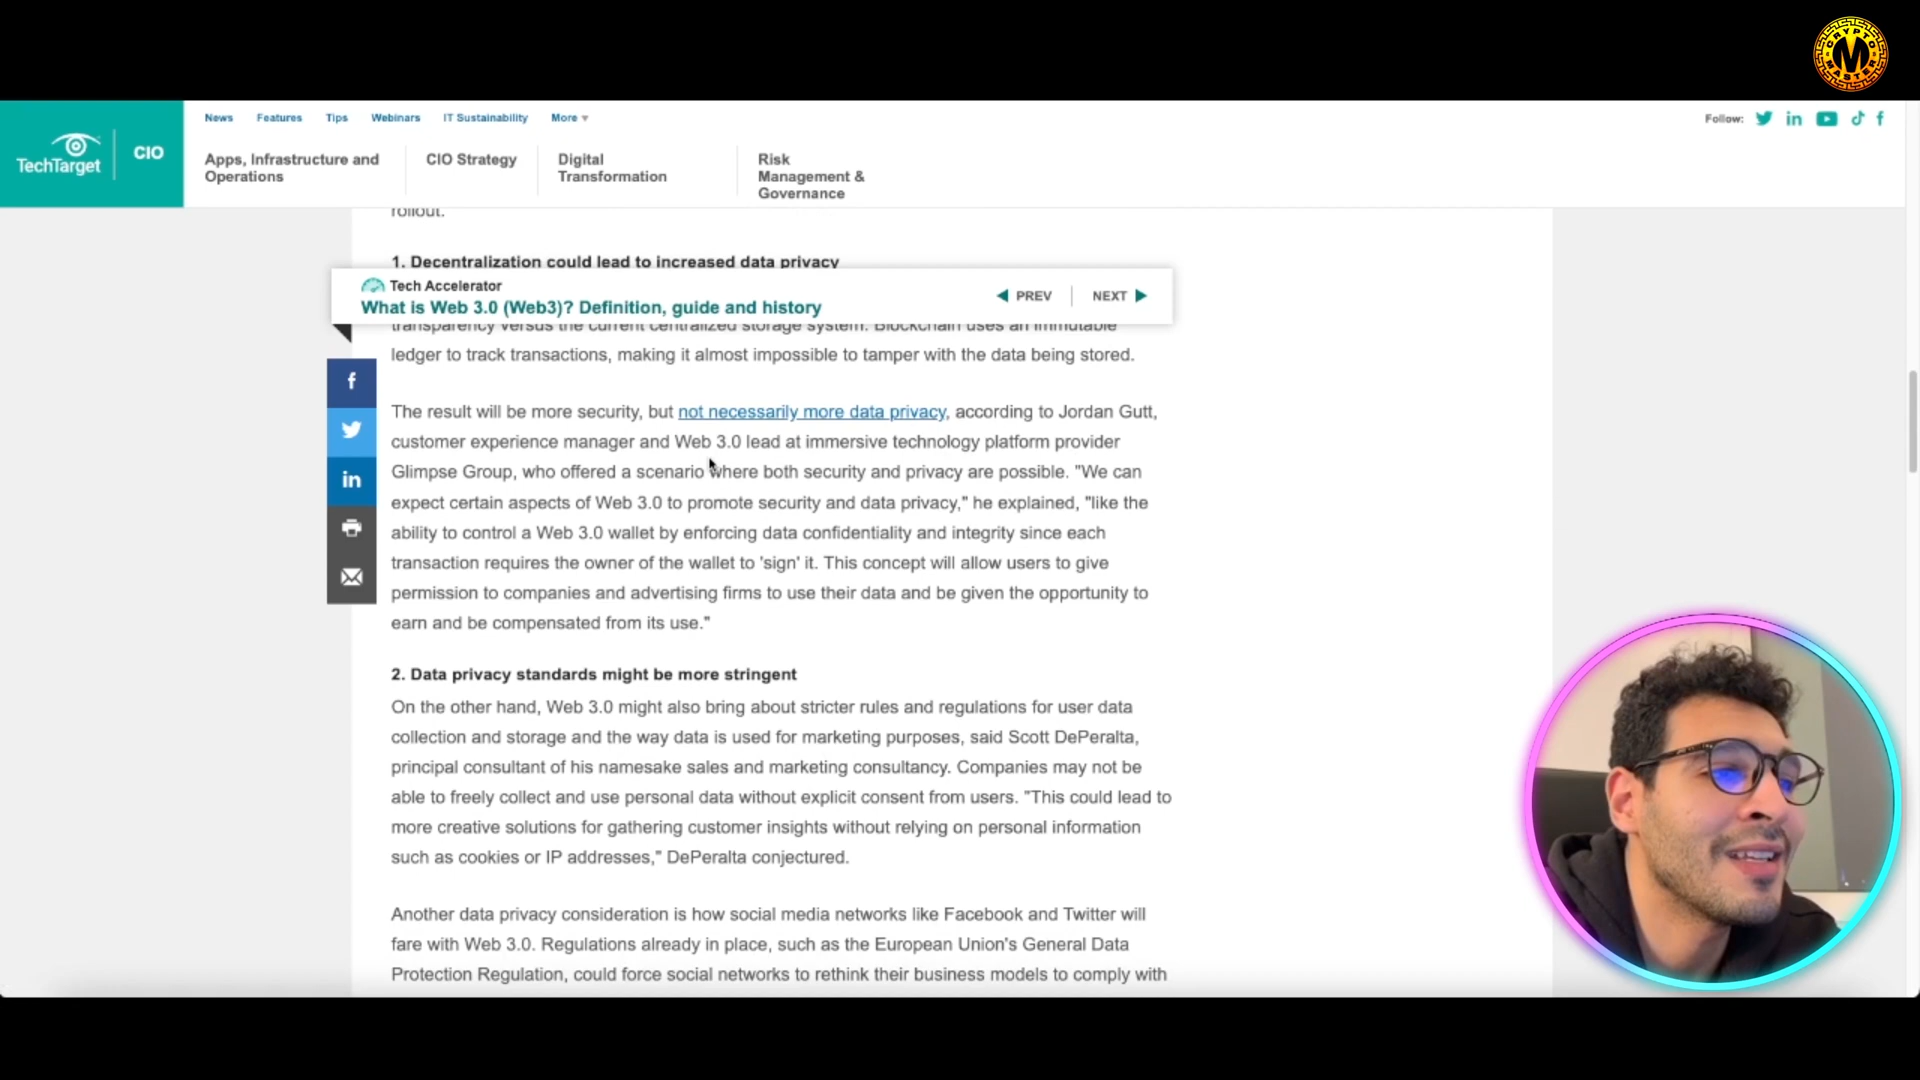 CRYPTO
M
MASTER
TechTarget
CIO
News Features Tips Webinars IT Sustainability More
Follow:
Apps, Infrastructure and
Operations
CIO Strategy
Digital
Transformation
Risk
Management &
Governance
rollout.
1. Decentralization could lead to increased data privacy
Tech Accelerator
What is Web 3.0 (Web3)? Definition, guide and history
PREV
NEXT
transparency versus the current centralized storage system. Blockchain uses an immutable
ledger to track transactions, making it almost impossible to tamper with the data being stored.
The result will be more security, but not necessarily more data privacy, according to Jordan Gutt,
customer experience manager and Web 3.0 lead at immersive technology platform provider
Glimpse Group, who offered a scenario where both security and privacy are possible. "We can
expect certain aspects of Web 3.0 to promote security and data privacy," he explained, "like the
ability to control a Web 3.0 wallet by enforcing data confidentiality and integrity since each
transaction requires the owner of the wallet to 'sign' it. This concept will allow users to give
permission to companies and advertising firms to use their data and be given the opportunity to
earn and be compensated from its use."
2. Data privacy standards might be more stringent
On the other hand, Web 3.0 might also bring about stricter rules and regulations for user data
collection and storage and the way data is used for marketing purposes, said Scott DePeralta,
principal consultant of his namesake sales and marketing consultancy. Companies may not be
able to freely collect and use personal data without explicit consent from users. "This could lead to
more creative solutions for gathering customer insights without relying on personal information
such as cookies or IP addresses," DePeralta conjectured.
Another data privacy consideration is how social media networks like Facebook and Twitter will
fare with Web 3.0. Regulations already in place, such as the European Union's General Data
Protection Regulation, could force social networks to rethink their business models to comply with